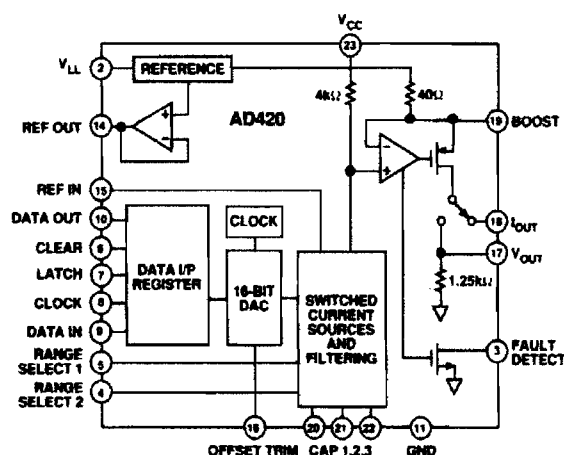 VCC
23
VLL
2
REFERENCE
4kΩ
40Ω
AD420
REF OUT
14
19
BOOST
REF IN
15
DATA OUT
10
CLEAR
6
LATCH
7
CLOCK
8
DATA IN
9
RANGE
SELECT 1
5
RANGE
SELECT 2
4
DATA I/P
REGISTER
CLOCK
16-BIT
DAC
SWITCHED
CURRENT
SOURCES
AND
FILTERING
18
IOUT
17
VOUT
1.25kΩ
3
FAULT
DETECT
16
20
21
22
11
OFFSET TRIM
CAP 1,2,3
GND